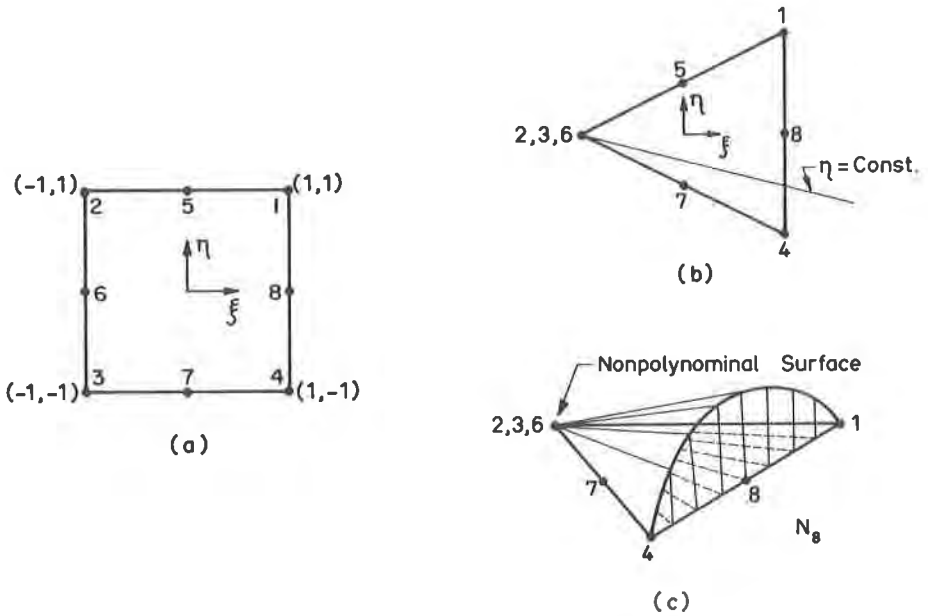 (-1,1)
(1,1)
2
5
1
η
6
8
ξ
3
7
4
(-1,-1)
(1,-1)
(a)
1
5
η
2,3,6
ξ
8
η = Const.
7
4
(b)
Nonpolynominal Surface
2,3,6
1
7
8
N₈
4
(c)